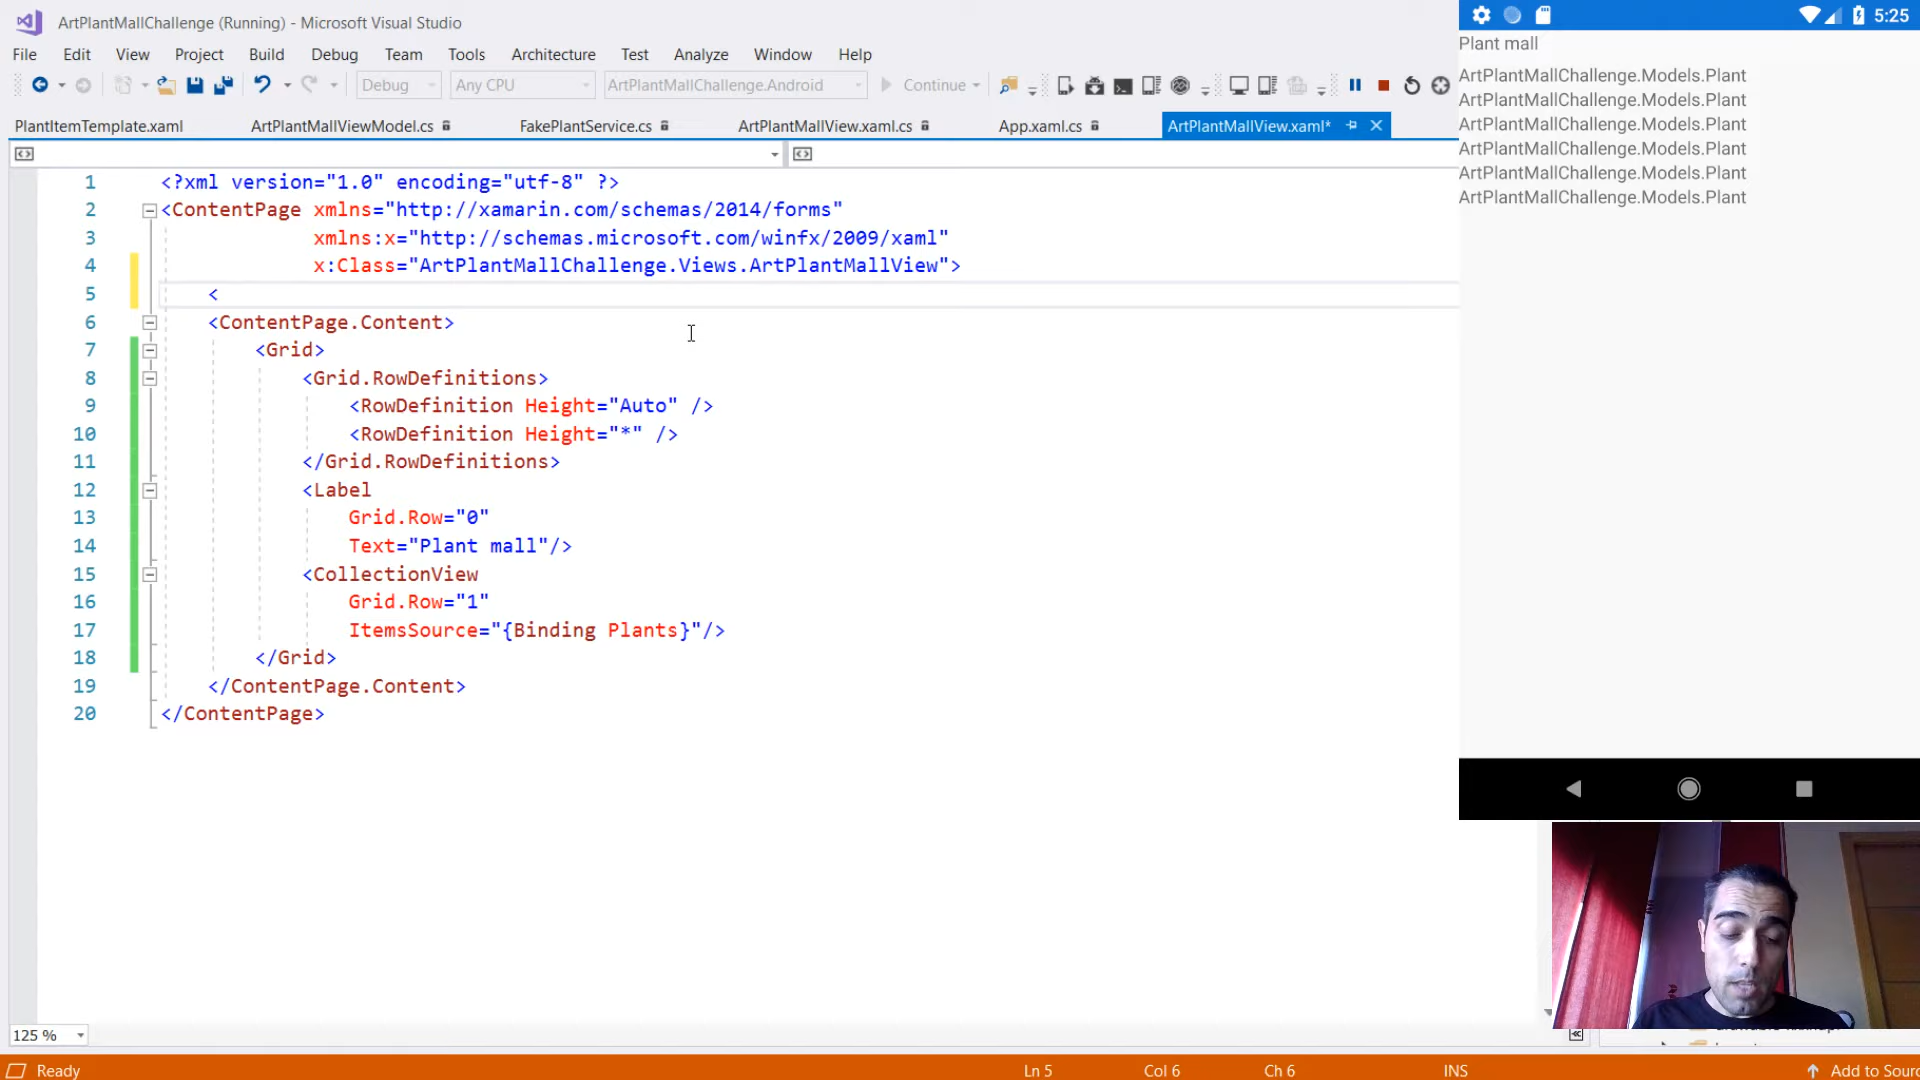 ArtPlantMallChallenge (Running) - Microsoft Visual Studio
File Edit View Project Build Debug Team Tools Architecture Test Analyze Window Help
Debug Any CPU ArtPlantMallChallenge.Android Continue
PlantItemTemplate.xaml ArtPlantMallViewModel.cs FakePlantService.cs ArtPlantMallView.xaml.cs App.xaml.cs ArtPlantMallView.xaml*
1 <?xml version="1.0" encoding="utf-8" ?>
2 <ContentPage xmlns="http://xamarin.com/schemas/2014/forms"
3 xmlns:x="http://schemas.microsoft.com/winfx/2009/xaml"
4 x:Class="ArtPlantMallChallenge.Views.ArtPlantMallView">
5 <
6 <ContentPage.Content>
7 <Grid>
8 <Grid.RowDefinitions>
9 <RowDefinition Height="Auto" />
10 <RowDefinition Height="*" />
11 </Grid.RowDefinitions>
12 <Label
13 Grid.Row="0"
14 Text="Plant mall"/>
15 <CollectionView
16 Grid.Row="1"
17 ItemsSource="{Binding Plants}"/>
18 </Grid>
19 </ContentPage.Content>
20 </ContentPage>
125 %
Ready Ln 5 Col 6 Ch 6 INS Add to Sourc
5:25
Plant mall
ArtPlantMallChallenge.Models.Plant
ArtPlantMallChallenge.Models.Plant
ArtPlantMallChallenge.Models.Plant
ArtPlantMallChallenge.Models.Plant
ArtPlantMallChallenge.Models.Plant
ArtPlantMallChallenge.Models.Plant